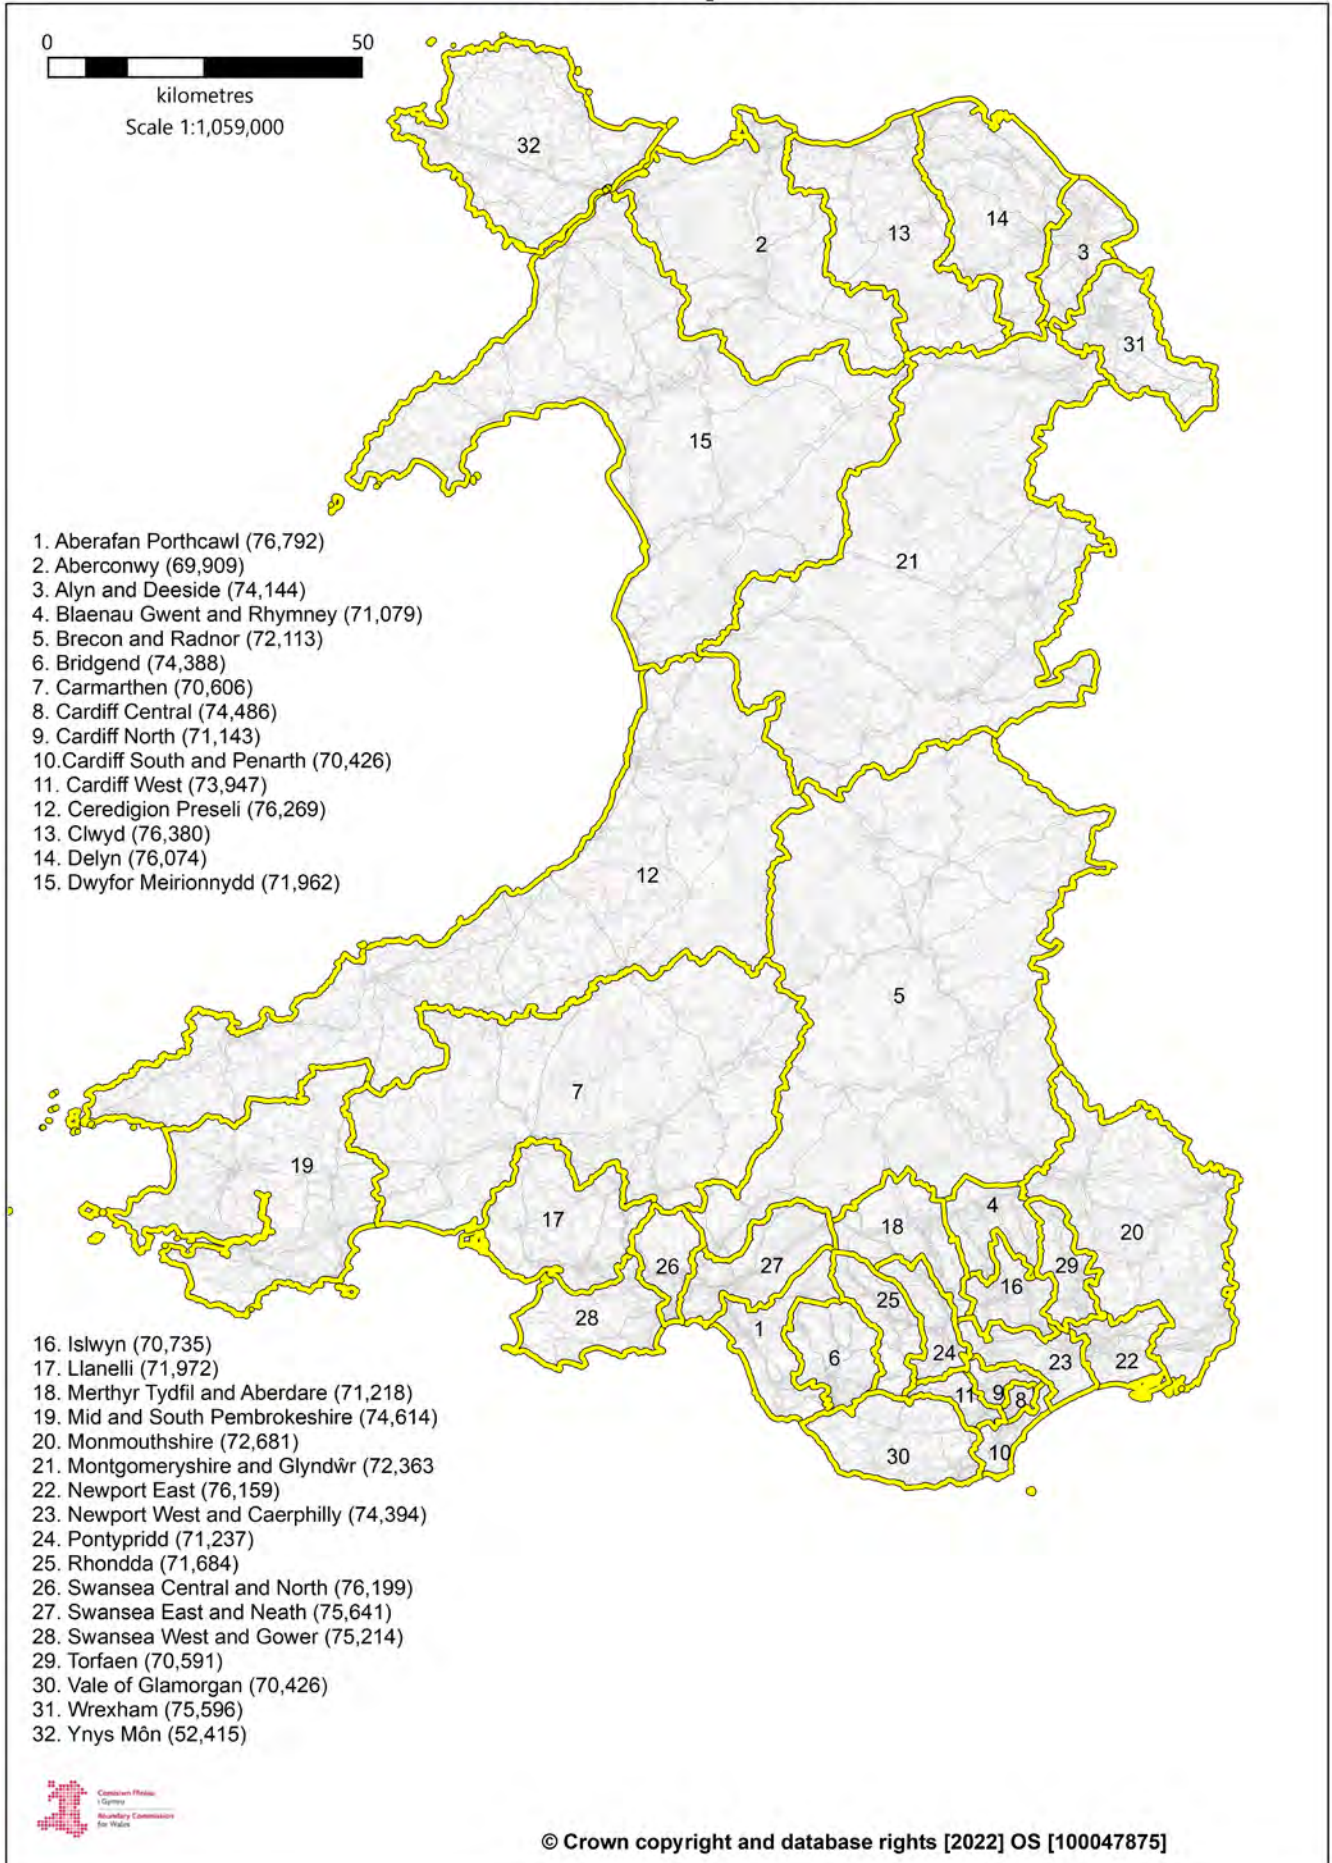 0 50
kilometres
Scale 1:1,059,000
32
2
13
14
3
31
15
21
1. Aberafan Porthcawl (76,792)
2. Aberconwy (69,909)
3. Alyn and Deeside (74,144)
4. Blaenau Gwent and Rhymney (71,079)
5. Brecon and Radnor (72,113)
6. Bridgend (74,388)
7. Carmarthen (70,606)
8. Cardiff Central (74,486)
9. Cardiff North (71,143)
10.Cardiff South and Penarth (70,426)
11. Cardiff West (73,947)
12. Ceredigion Preseli (76,269)
13. Clwyd (76,380)
14. Delyn (76,074)
15. Dwyfor Meirionnydd (71,962)
12
5
7
19
17
18
4
20
26
27
29
16
28
25
1
6
24
23
22
11
9
8
30
10
16. Islwyn (70,735)
17. Llanelli (71,972)
18. Merthyr Tydfil and Aberdare (71,218)
19. Mid and South Pembrokeshire (74,614)
20. Monmouthshire (72,681)
21. Montgomeryshire and Glyndŵr (72,363
22. Newport East (76,159)
23. Newport West and Caerphilly (74,394)
24. Pontypridd (71,237)
25. Rhondda (71,684)
26. Swansea Central and North (76,199)
27. Swansea East and Neath (75,641)
28. Swansea West and Gower (75,214)
29. Torfaen (70,591)
30. Vale of Glamorgan (70,426)
31. Wrexham (75,596)
32. Ynys Môn (52,415)
Comisiwn Ffiniau
i Gymru
Boundary Commission
for Wales
© Crown copyright and database rights [2022] OS [100047875]